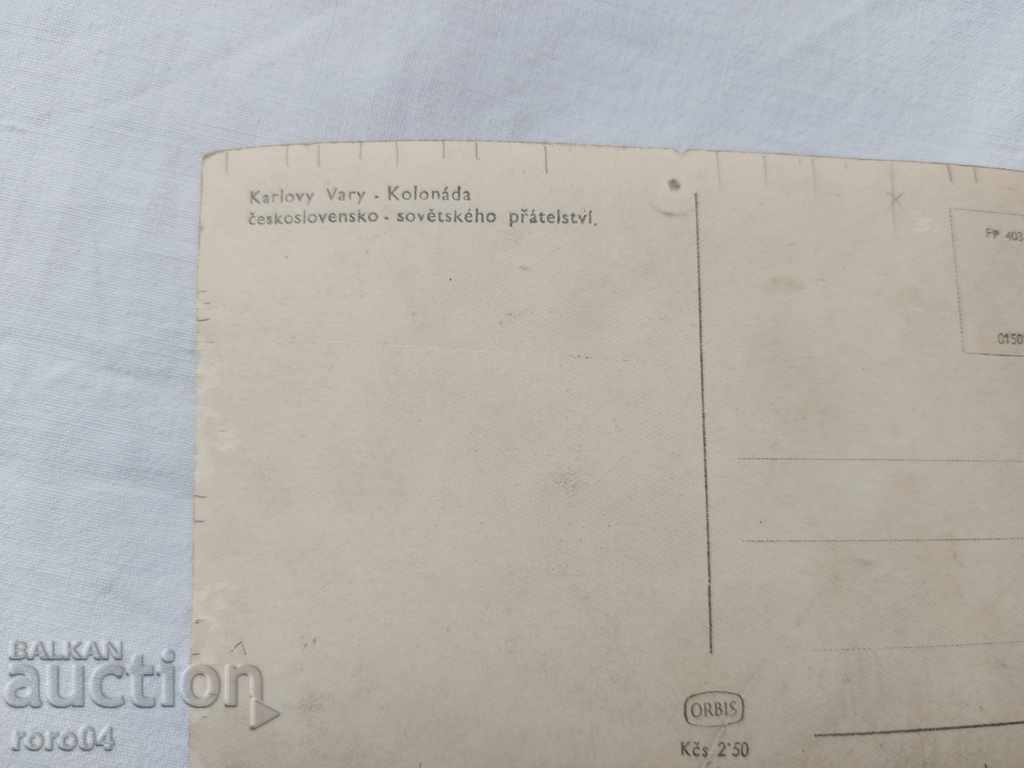 Karlovy Vary - Kolonáda
československo - sovětského přátelství.
FP 403
0150
ORBIS
Kčs 2'50
BALKAN
auction
roro04